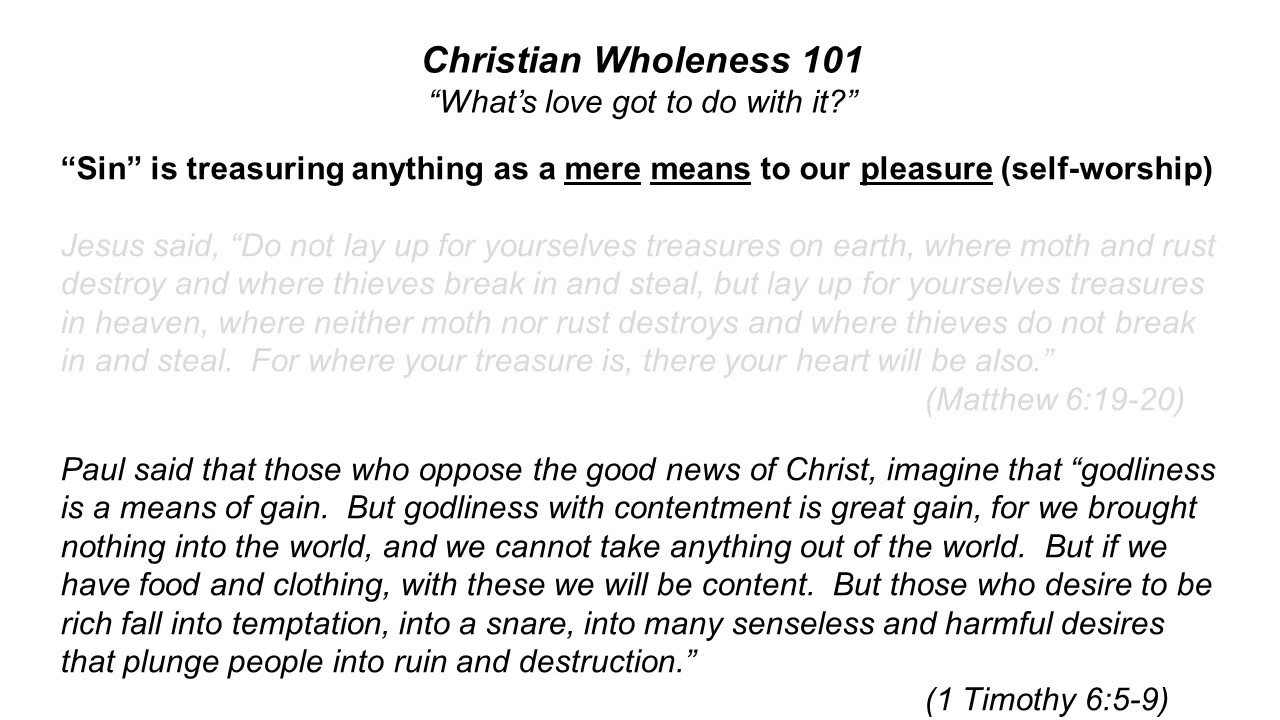 Christian Wholeness 101
“What’s love got to do with it?”
“Sin” is treasuring anything as a mere means to our pleasure (self-worship)
Jesus said, “Do not lay up for yourselves treasures on earth, where moth and rust
destroy and where thieves break in and steal, but lay up for yourselves treasures
in heaven, where neither moth nor rust destroys and where thieves do not break
in and steal.  For where your treasure is, there your heart will be also.”
(Matthew 6:19-20)
Paul said that those who oppose the good news of Christ, imagine that “godliness
is a means of gain.  But godliness with contentment is great gain, for we brought
nothing into the world, and we cannot take anything out of the world.  But if we
have food and clothing, with these we will be content.  But those who desire to be
rich fall into temptation, into a snare, into many senseless and harmful desires
that plunge people into ruin and destruction.”
(1 Timothy 6:5-9)